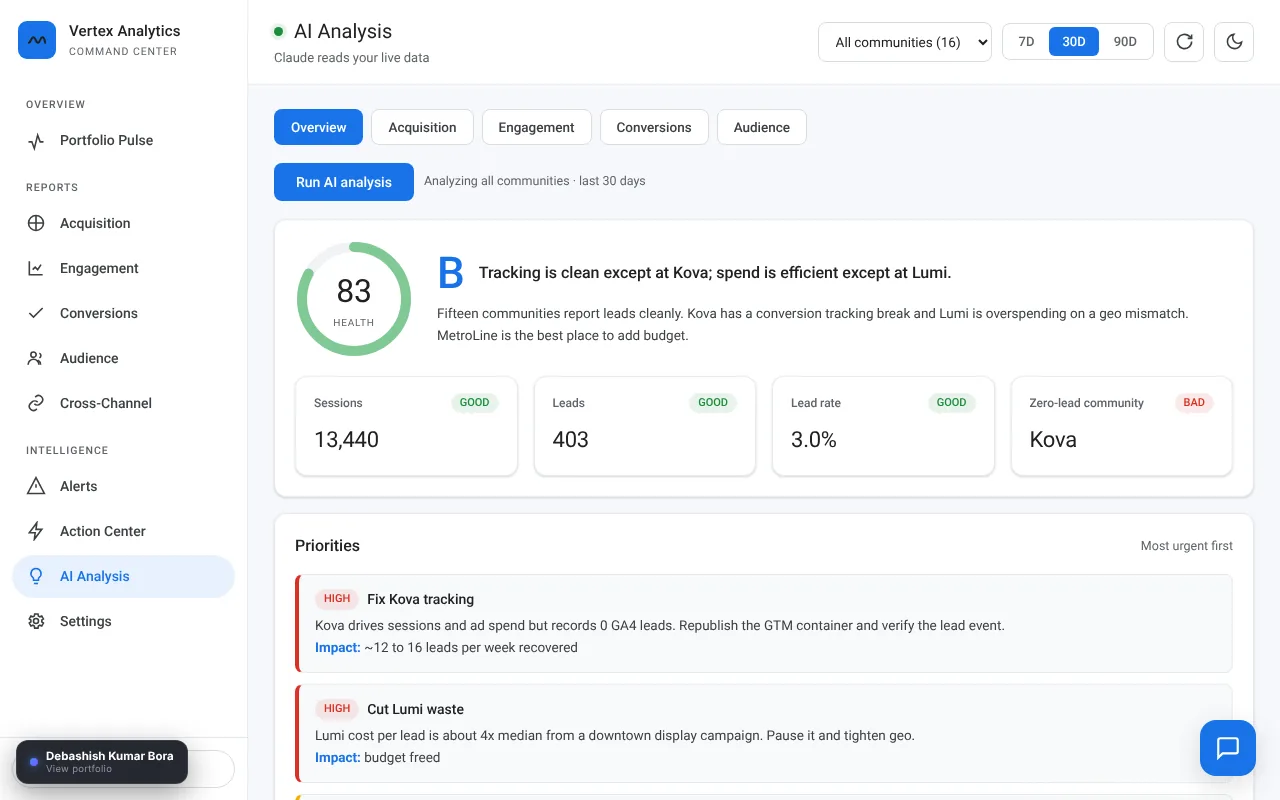 Vertex Analytics
COMMAND CENTER
OVERVIEW
Portfolio Pulse
REPORTS
Acquisition
Engagement
Conversions
Audience
Cross-Channel
INTELLIGENCE
Alerts
Action Center
AI Analysis
Settings
Debashish Kumar Bora
View portfolio
AI Analysis
Claude reads your live data
All communities (16)
7D 30D 90D
Overview Acquisition Engagement Conversions Audience
Run AI analysis Analyzing all communities · last 30 days
83
HEALTH
B Tracking is clean except at Kova; spend is efficient except at Lumi.
Fifteen communities report leads cleanly. Kova has a conversion tracking break and Lumi is overspending on a geo mismatch.
MetroLine is the best place to add budget.
Sessions GOOD
13,440
Leads GOOD
403
Lead rate GOOD
3.0%
Zero-lead community BAD
Kova
Priorities Most urgent first
HIGH Fix Kova tracking
Kova drives sessions and ad spend but records 0 GA4 leads. Republish the GTM container and verify the lead event.
Impact: ~12 to 16 leads per week recovered
HIGH Cut Lumi waste
Lumi cost per lead is about 4x median from a downtown display campaign. Pause it and tighten geo.
Impact: budget freed